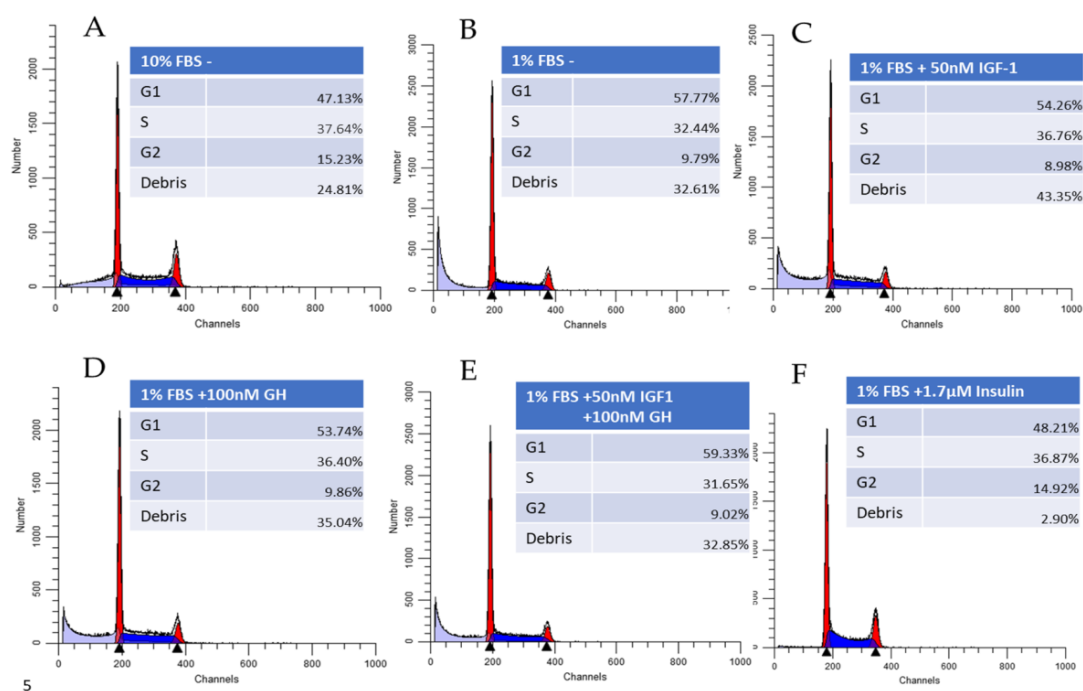 A
10% FBS -
G1 47.13%
S 37.64%
G2 15.23%
Debris 24.81%
Number
0 500 1000 1500 2000
0 200 400 600 800 1000
Channels
B
1% FBS -
G1 57.77%
S 32.44%
G2 9.79%
Debris 32.61%
Number
0 500 1000 1500 2000 2500 3000
0 200 400 600 800
Channels
C
1% FBS + 50nM IGF-1
G1 54.26%
S 36.76%
G2 8.98%
Debris 43.35%
Number
0 500 1000 1500 2000 2500
0 200 400 600 800 1000
Channels
D
1% FBS +100nM GH
G1 53.74%
S 36.40%
G2 9.86%
Debris 35.04%
Number
0 500 1000 1500 2000
0 200 400 600 800 1000
Channels
E
1% FBS +50nM IGF1
+100nM GH
G1 59.33%
S 31.65%
G2 9.02%
Debris 32.85%
Number
0 500 1000 1500 2000 2500 3000
0 200 400 600 800 1000
Channels
F
1% FBS +1.7µM Insulin
G1 48.21%
S 36.87%
G2 14.92%
Debris 2.90%
Number
0 500 1000 1500 2000
0 200 400 600 800 1000
Channels
5